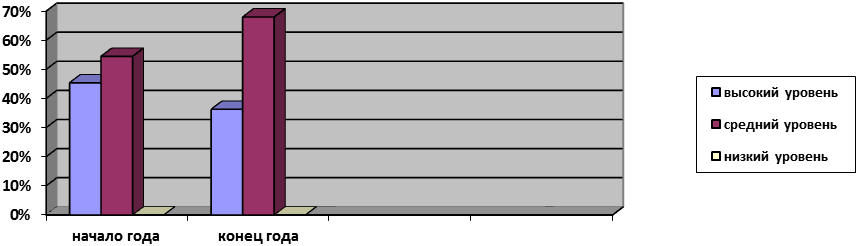 70%
60%
50%
40%
30%
20%
10%
0%
начало года
конец года
высокий уровень
средний уровень
низкий уровень